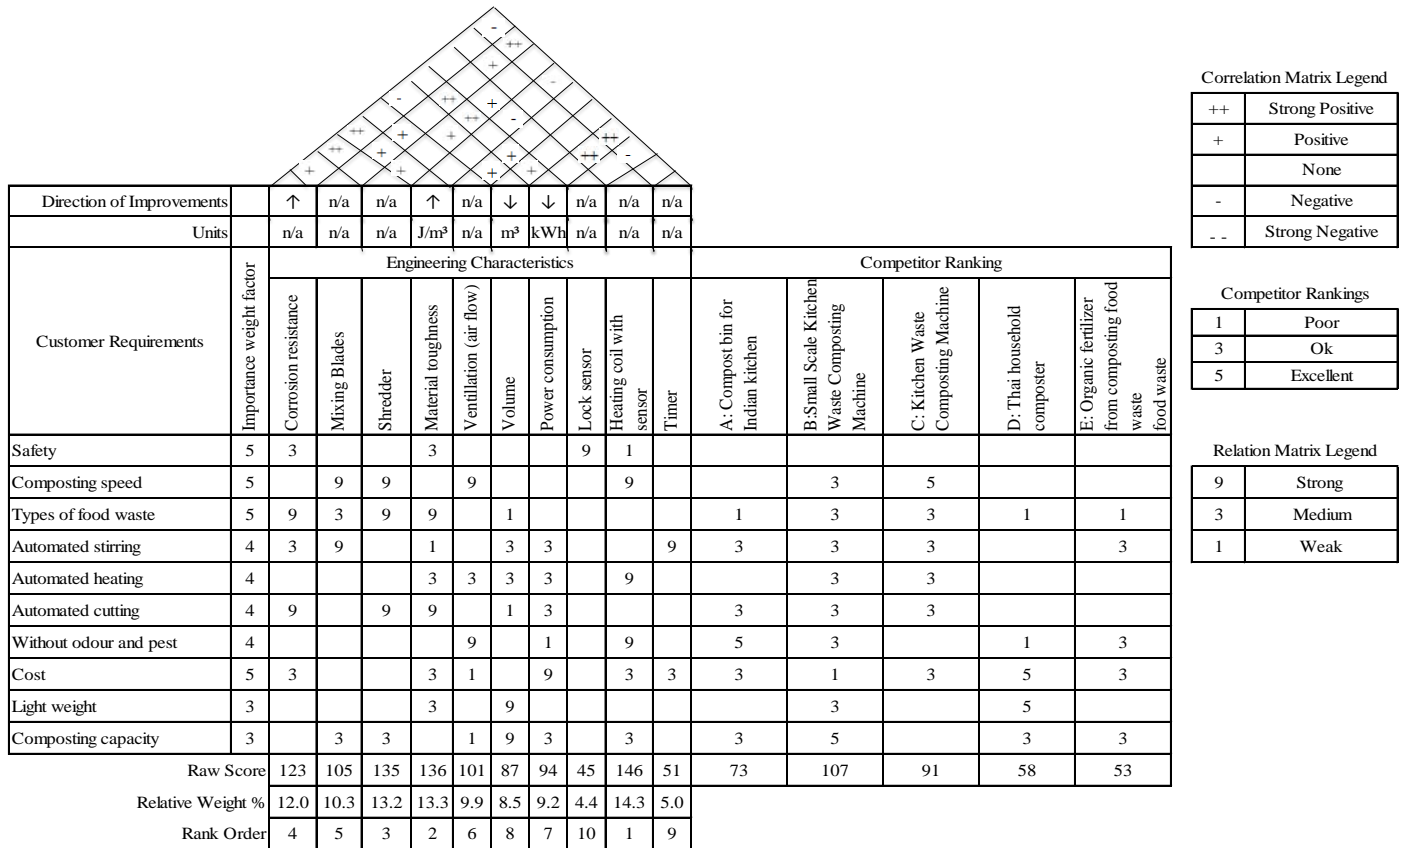 -
++
+
-
- ++ +
++ -
++ + + ++
++ + + ++ -
+ + + +
Correlation Matrix Legend
++ Strong Positive
+ Positive
None
- Negative
- - Strong Negative
Direction of Improvements ↑ n/a n/a ↑ n/a ↓ ↓ n/a n/a n/a
Units n/a n/a n/a J/m³ n/a m³ kWh n/a n/a n/a
Customer Requirements
Importance weight factor
Engineering Characteristics
Corrosion resistance
Mixing Blades
Shredder
Material toughness
Ventillation (air flow)
Volume
Power consumption
Lock sensor
Heating coil with
sensor
Timer
Competitor Ranking
A: Compost bin for
Indian kitchen
B:Small Scale Kitchen
Waste Composting
Machine
C: Kitchen Waste
Composting Machine
D: Thai household
composter
E: Organic fertilizer
from composting food
waste
food waste
Competitor Rankings
1 Poor
3 Ok
5 Excellent
Safety 5 3 3 9 1
Composting speed 5 9 9 9 9 3 5
Types of food waste 5 9 3 9 9 1 1 3 3 1 1
Automated stirring 4 3 9 1 3 3 9 3 3 3 3
Automated heating 4 3 3 3 3 9 3 3
Automated cutting 4 9 9 9 1 3 3 3 3
Without odour and pest 4 9 1 9 5 3 1 3
Cost 5 3 3 1 9 3 3 3 1 3 5 3
Light weight 3 3 9 3 5
Composting capacity 3 3 3 1 9 3 3 3 5 3 3
Raw Score 123 105 135 136 101 87 94 45 146 51 73 107 91 58 53
Relative Weight % 12.0 10.3 13.2 13.3 9.9 8.5 9.2 4.4 14.3 5.0
Rank Order 4 5 3 2 6 8 7 10 1 9
Relation Matrix Legend
9 Strong
3 Medium
1 Weak